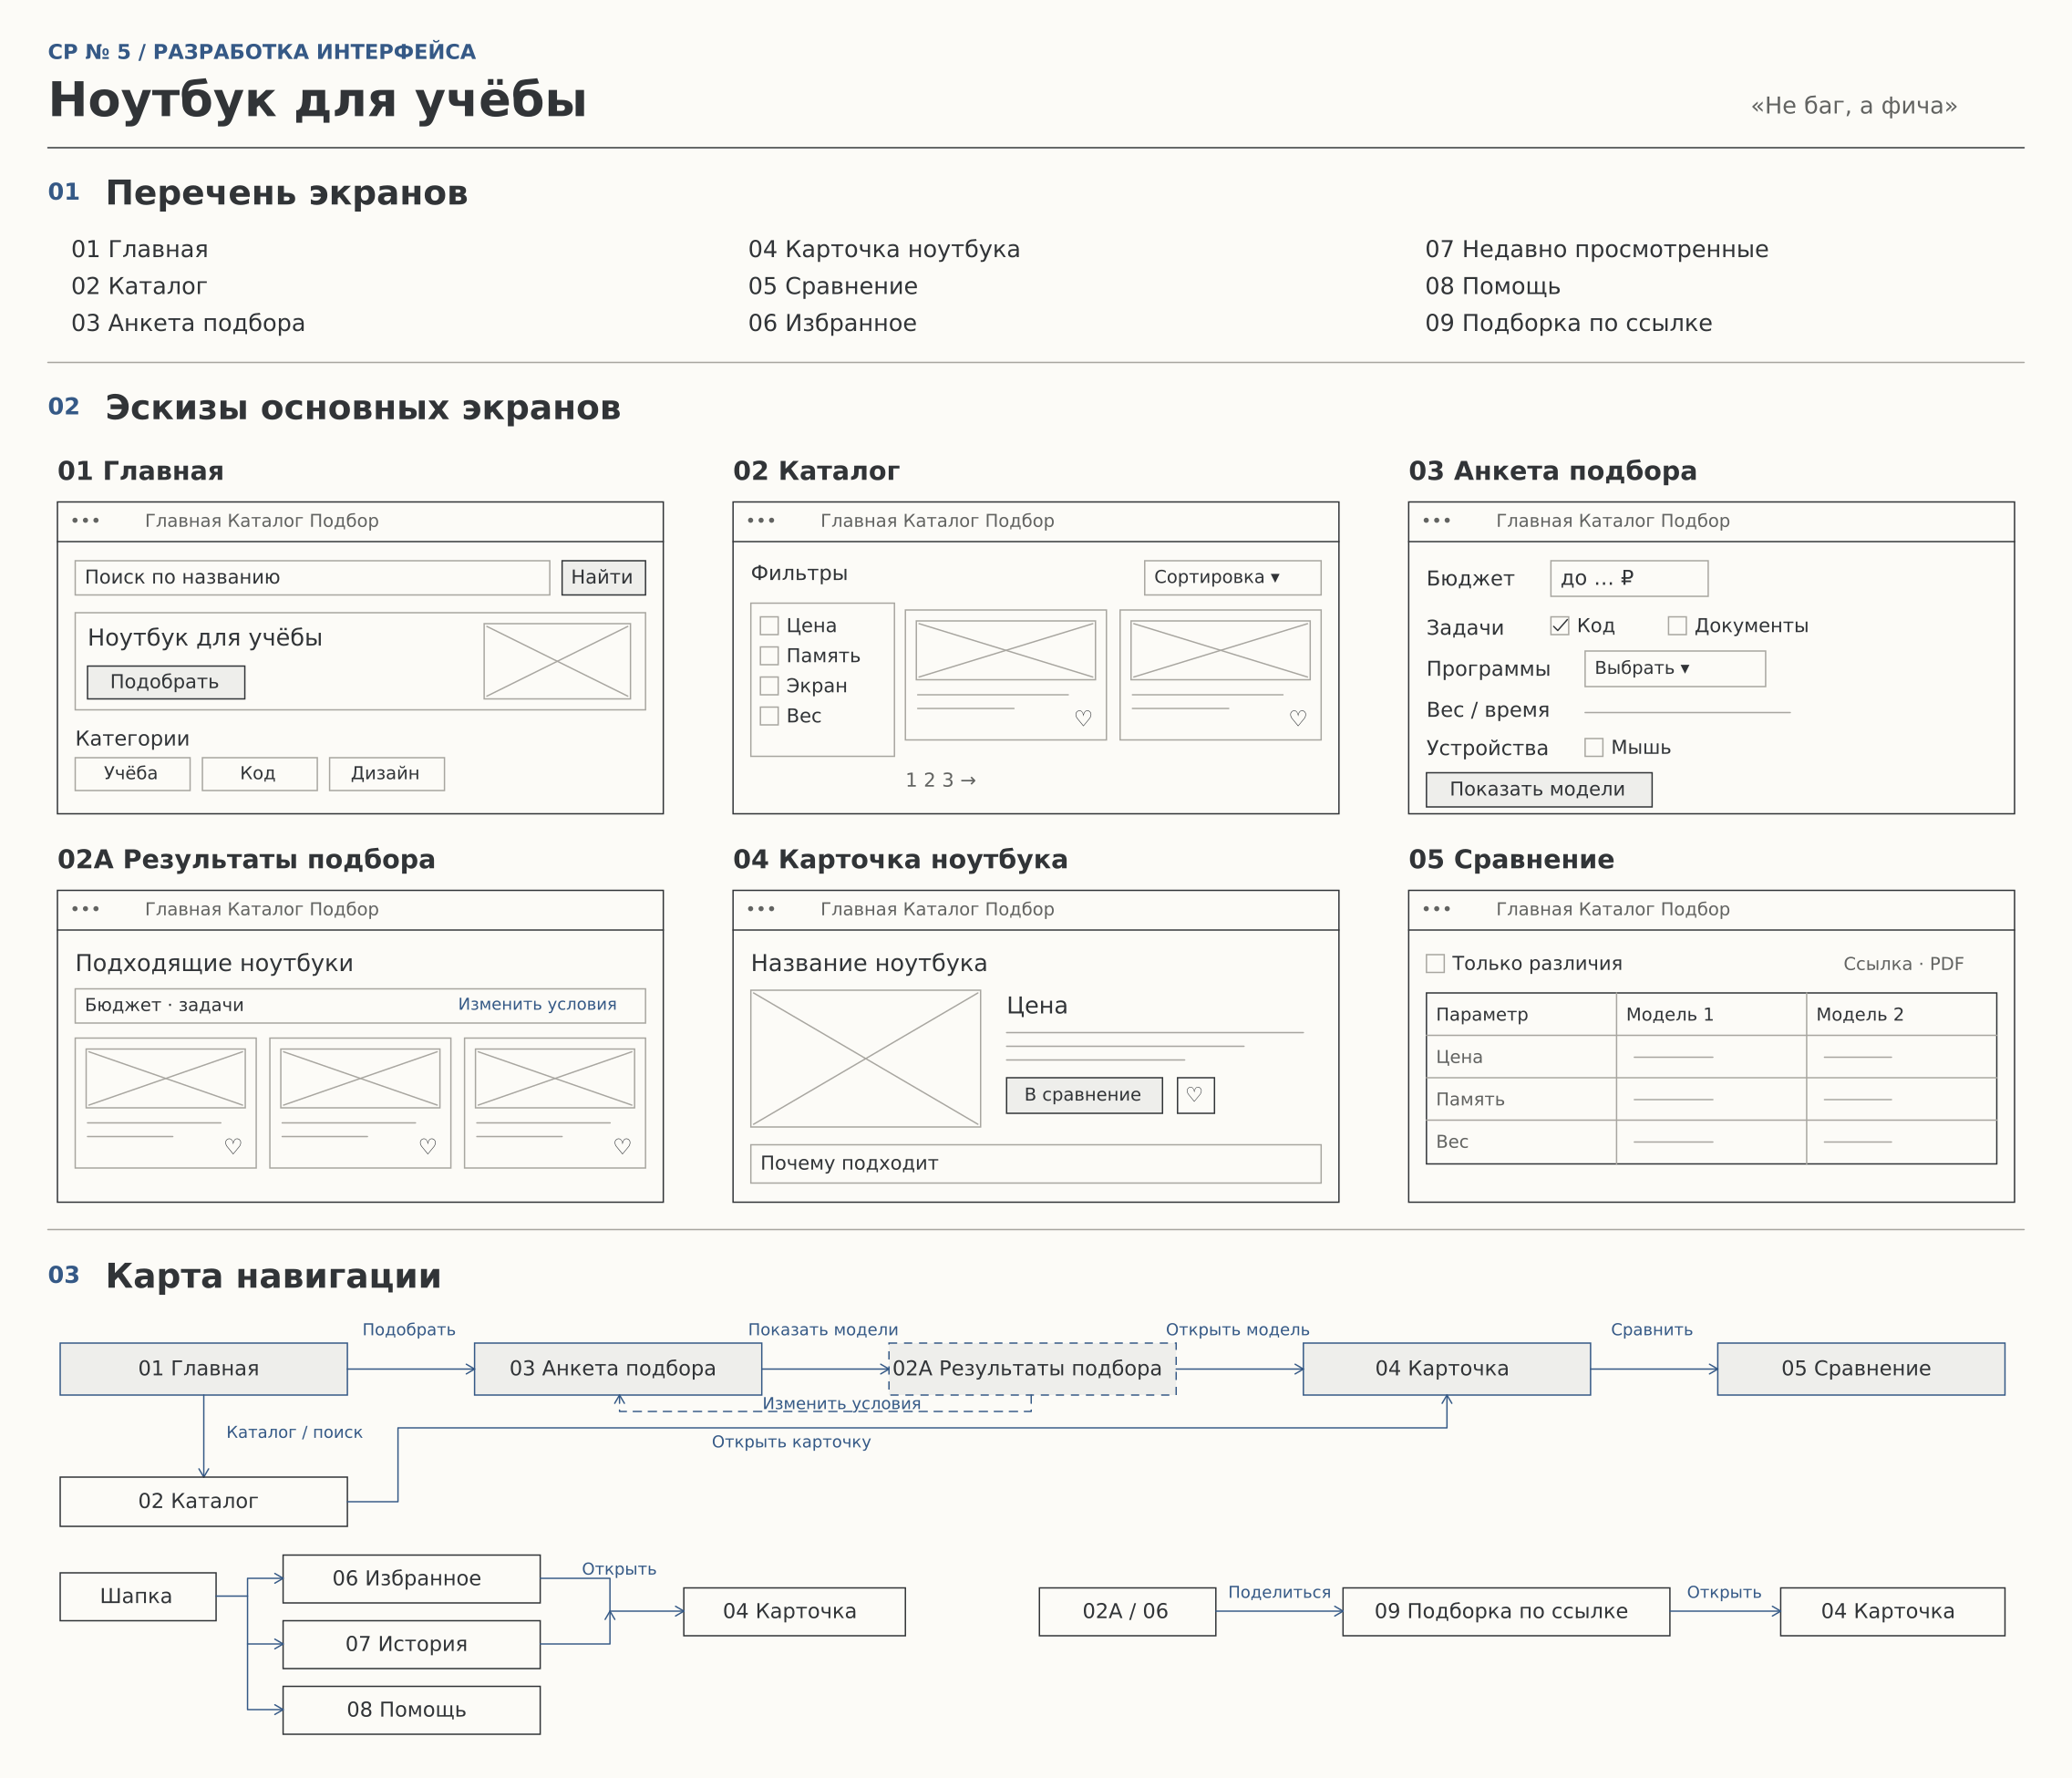 СР № 5 / РАЗРАБОТКА ИНТЕРФЕЙСА
Ноутбук для учёбы
«Не баг, а фича»
01 Перечень экранов
01 Главная
02 Каталог
03 Анкета подбора
04 Карточка ноутбука
05 Сравнение
06 Избранное
07 Недавно просмотренные
08 Помощь
09 Подборка по ссылке
02 Эскизы основных экранов
01 Главная
••• Главная Каталог Подбор
Поиск по названию
Найти
Ноутбук для учёбы
Подобрать
Категории
Учёба
Код
Дизайн
02 Каталог
••• Главная Каталог Подбор
Фильтры
Сортировка ▾
Цена
Память
Экран
Вес
♡
♡
1 2 3 →
03 Анкета подбора
••• Главная Каталог Подбор
Бюджет до ... ₽
Задачи Код Документы
Программы Выбрать ▾
Вес / время
Устройства Мышь
Показать модели
02А Результаты подбора
••• Главная Каталог Подбор
Подходящие ноутбуки
Бюджет · задачи Изменить условия
♡
♡
♡
04 Карточка ноутбука
••• Главная Каталог Подбор
Название ноутбука
Цена
В сравнение
♡
Почему подходит
05 Сравнение
••• Главная Каталог Подбор
Только различия
Ссылка · PDF
Параметр Модель 1 Модель 2
Цена
Память
Вес
03 Карта навигации
01 Главная
Подобрать
03 Анкета подбора
Показать модели
02А Результаты подбора
Открыть модель
04 Карточка
Сравнить
05 Сравнение
Изменить условия
Каталог / поиск
Открыть карточку
02 Каталог
Шапка
06 Избранное
07 История
08 Помощь
Открыть
04 Карточка
02А / 06
Поделиться
09 Подборка по ссылке
Открыть
04 Карточка